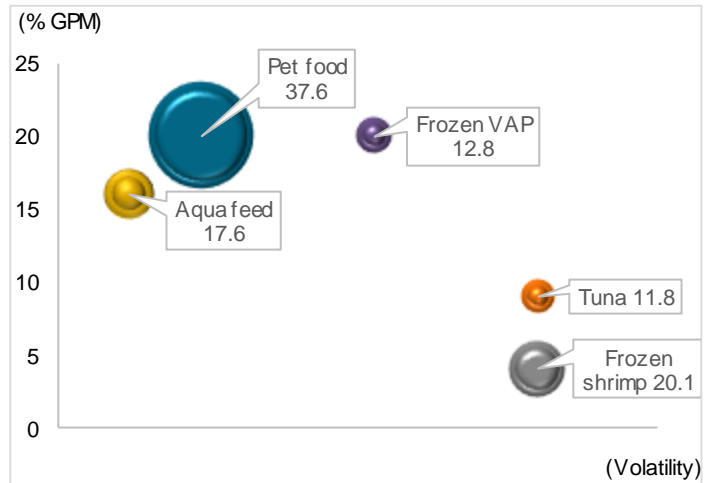 (% GPM)
25
20
15
10
5
0
Pet food
37.6
Frozen VAP
12.8
Aqua feed
17.6
Tuna 11.8
Frozen
shrimp 20.1
(Volatility)